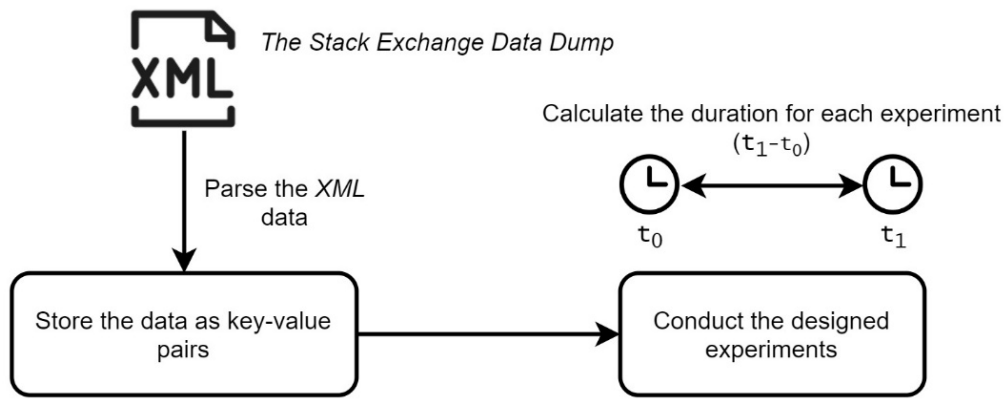 XML
The Stack Exchange Data Dump
Calculate the duration for each experiment
(t₁-t₀)
Parse the XML
data
t₀
t₁
Store the data as key-value
pairs
Conduct the designed
experiments